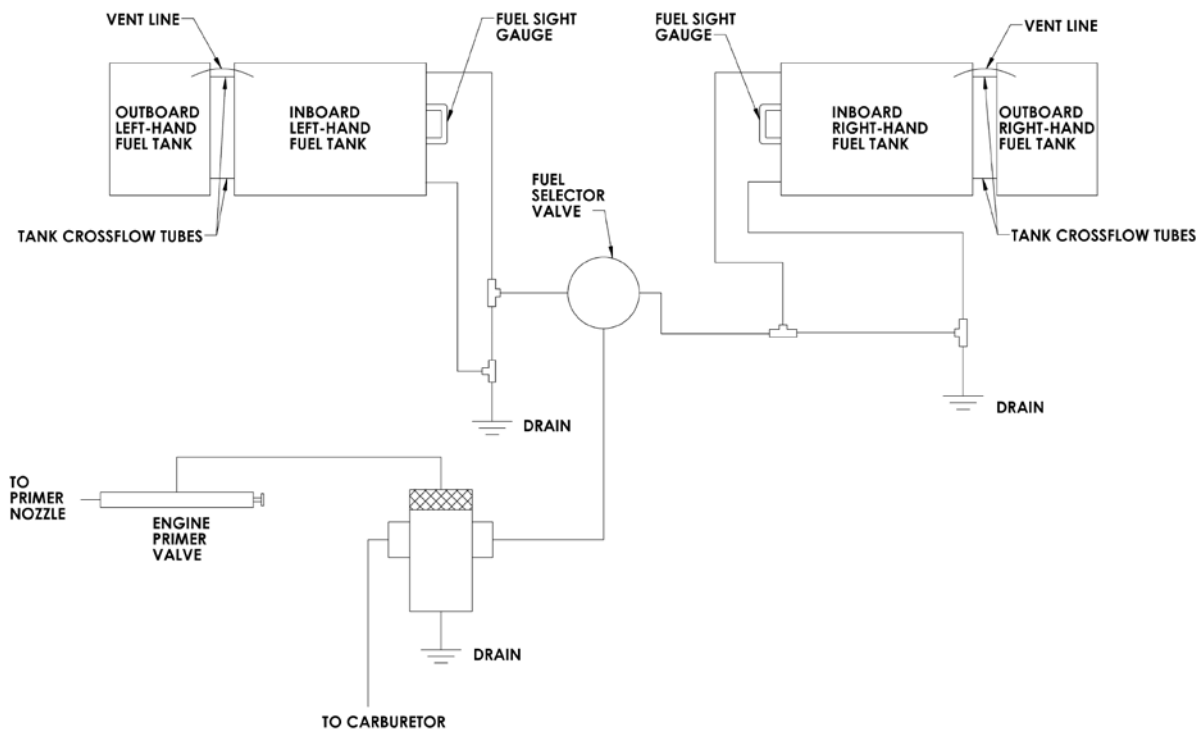 VENT LINE
FUEL SIGHT
GAUGE
FUEL SIGHT
GAUGE
VENT LINE
OUTBOARD
LEFT-HAND
FUEL TANK
INBOARD
LEFT-HAND
FUEL TANK
INBOARD
RIGHT-HAND
FUEL TANK
OUTBOARD
RIGHT-HAND
FUEL TANK
FUEL
SELECTOR
VALVE
TANK CROSSFLOW TUBES
TANK CROSSFLOW TUBES
DRAIN
DRAIN
TO
PRIMER
NOZZLE
ENGINE
PRIMER
VALVE
DRAIN
TO CARBURETOR